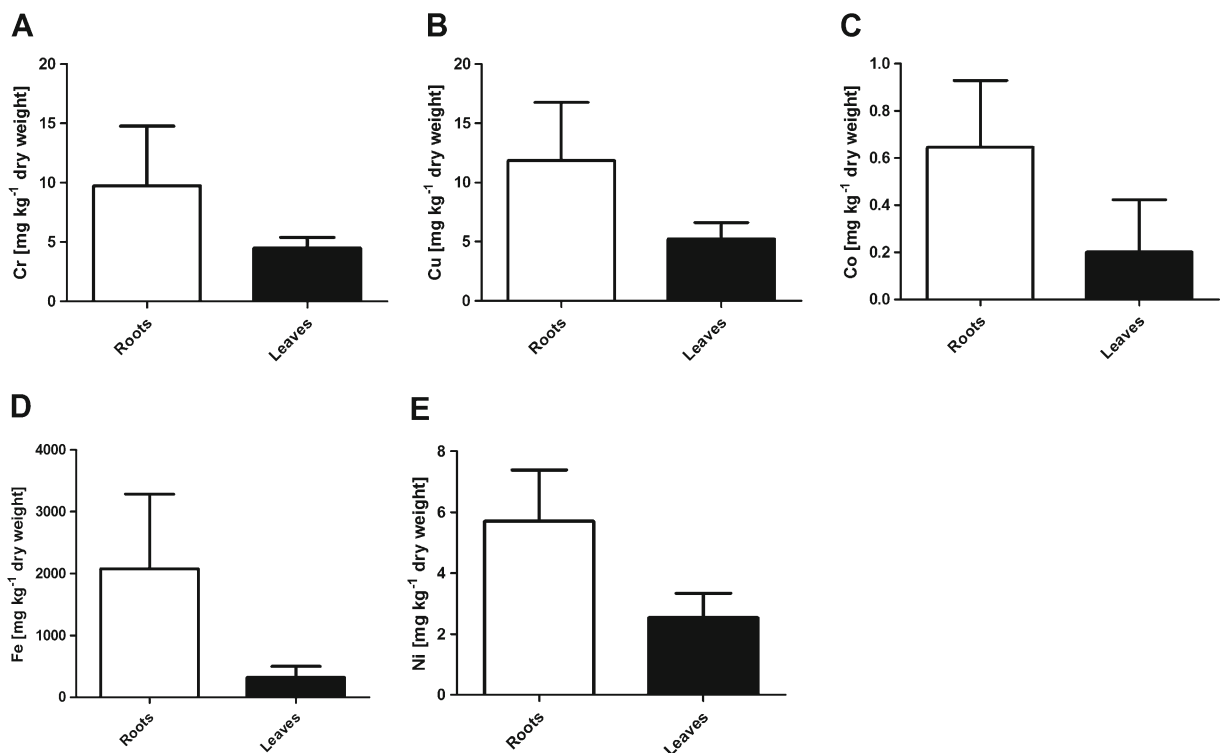 A
Cr [mg kg⁻¹ dry weight]
20
15
10
5
0
Roots
Leaves
B
Cu [mg kg⁻¹ dry weight]
20
15
10
5
0
Roots
Leaves
C
Co [mg kg⁻¹ dry weight]
1.0
0.8
0.6
0.4
0.2
0.0
Roots
Leaves
D
Fe [mg kg⁻¹ dry weight]
4000
3000
2000
1000
0
Roots
Leaves
E
Ni [mg kg⁻¹ dry weight]
8
6
4
2
0
Roots
Leaves